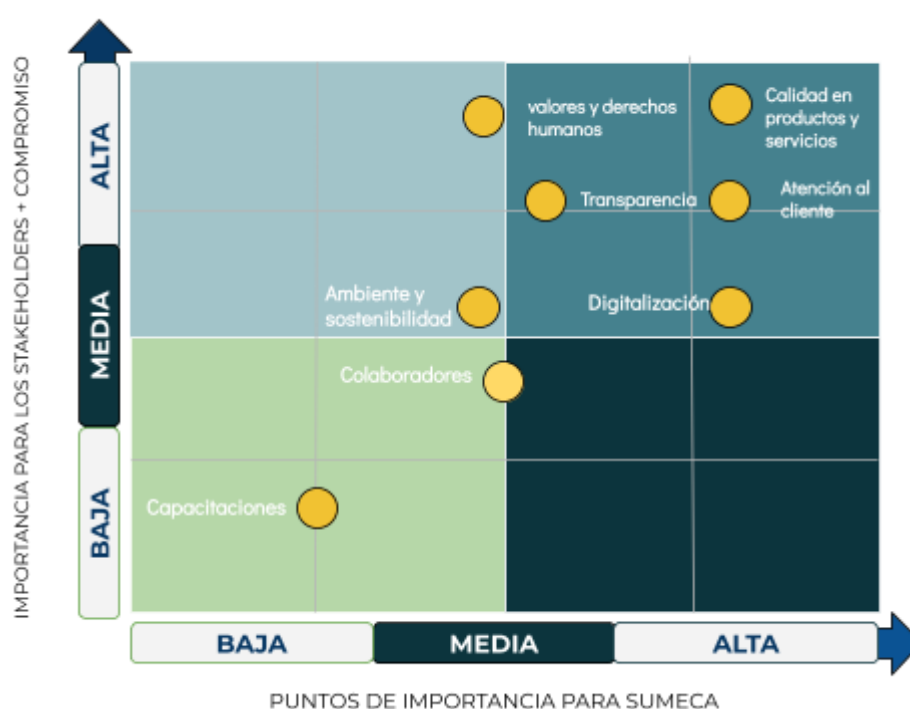 IMPORTANCIA PARA LOS STAKEHOLDERS + COMPROMISO
ALTA
MEDIA
BAJA
valores y derechos
humanos
Calidad en
productos y
servicios
Transparencia
Atención al
cliente
Ambiente y
sostenibilidad
Digitalización
Colaboradores
Capacitaciones
BAJA
MEDIA
ALTA
PUNTOS DE IMPORTANCIA PARA SUMECA